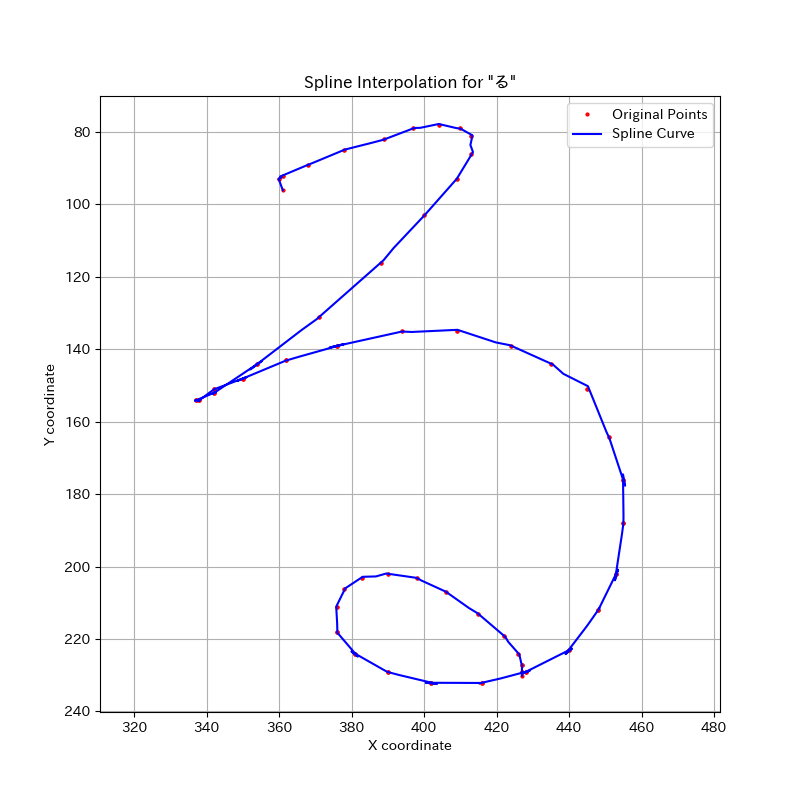 Spline Interpolation for "る"
Original Points
Spline Curve
80
100
120
140
160
180
200
220
240
Y coordinate
る
320 340 360 380 400 420 440 460 480
X coordinate